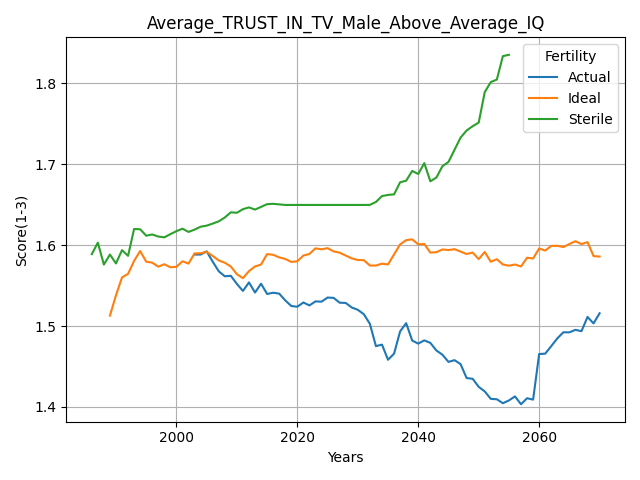 Average_TRUST_IN_TV_Male_Above_Average_IQ
Score(1-3)
1.8
1.7
1.6
1.5
1.4
Fertility
Actual
Ideal
Sterile
2000
2020
2040
2060
Years